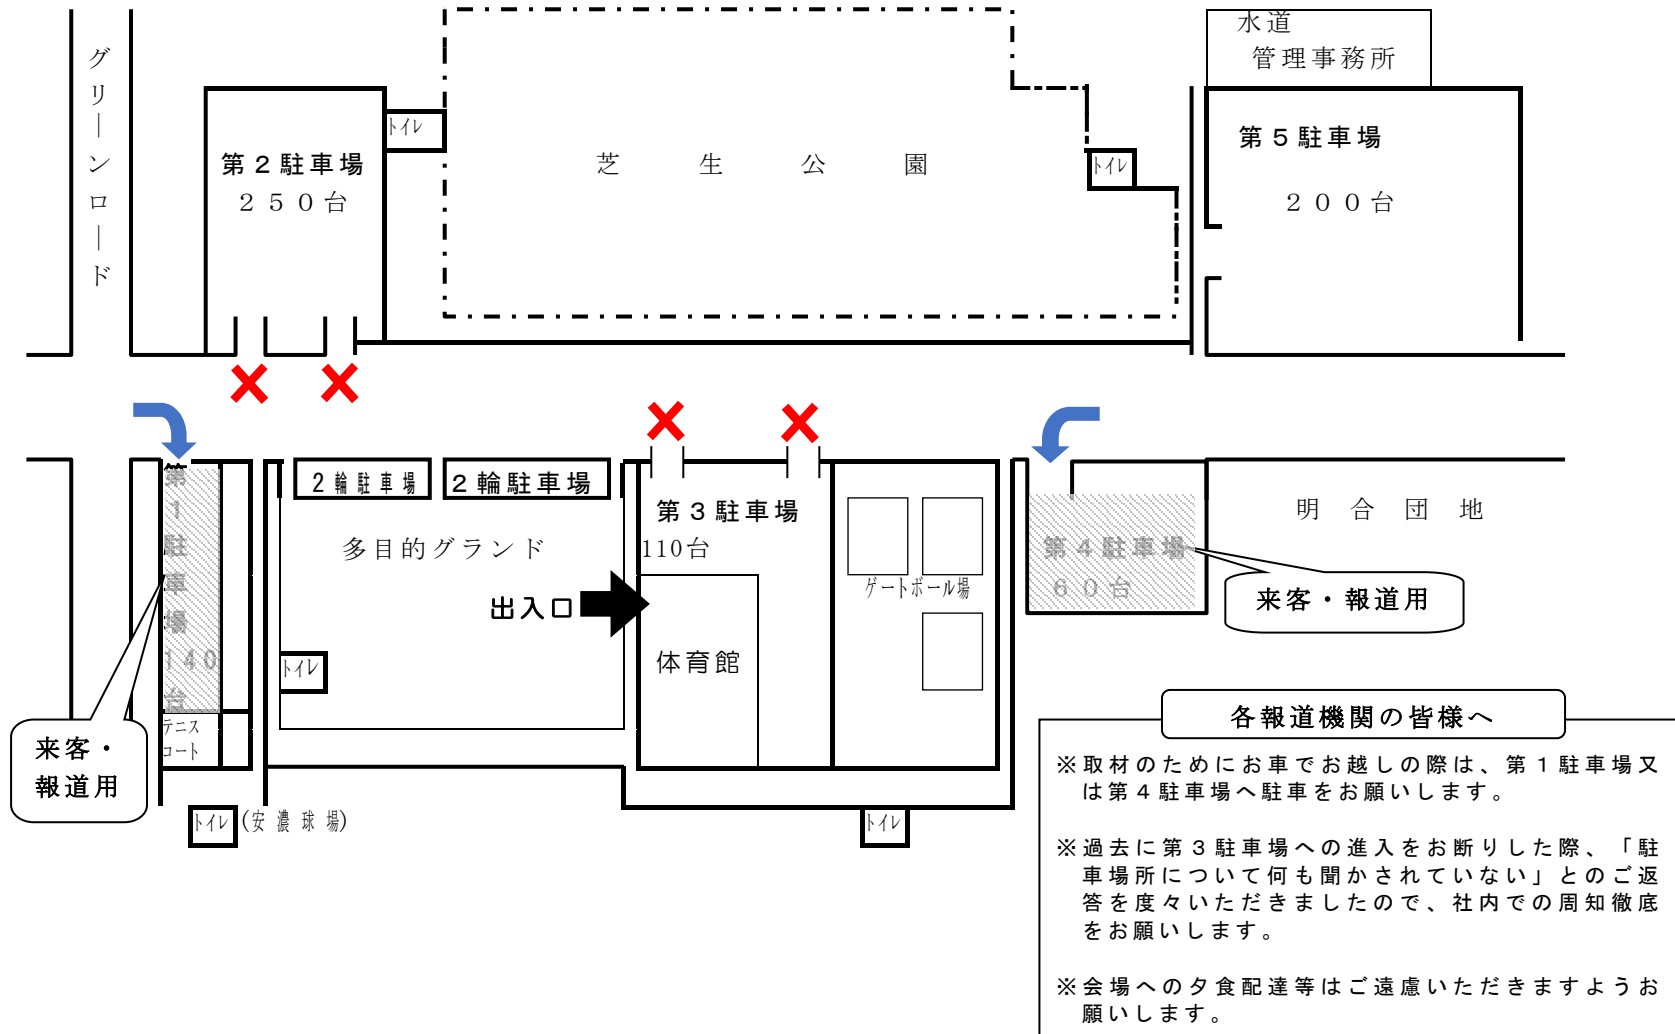 水道
管理事務所
グリーンロード
トイレ
第２駐車場
２５０台
芝　生　公　園
トイレ
第５駐車場
２００台
第１駐車場140台
２輪駐車場
２輪駐車場
第３駐車場
110台
多目的グランド
出入口
体育館
ゲートボール場
第４駐車場
６０台
明　合　団　地
来客・報道用
トイレ
テニス
コート
来客・
報道用
トイレ
(安濃球場)
トイレ
各報道機関の皆様へ
※取材のためにお車でお越しの際は、第１駐車場又
は第４駐車場へ駐車をお願いします。
※過去に第３駐車場への進入をお断りした際、「駐
車場所について何も聞かされていない」とのご返
答を度々いただきましたので、社内での周知徹底
をお願いします。
※会場への夕食配達等はご遠慮いただきますようお
願いします。